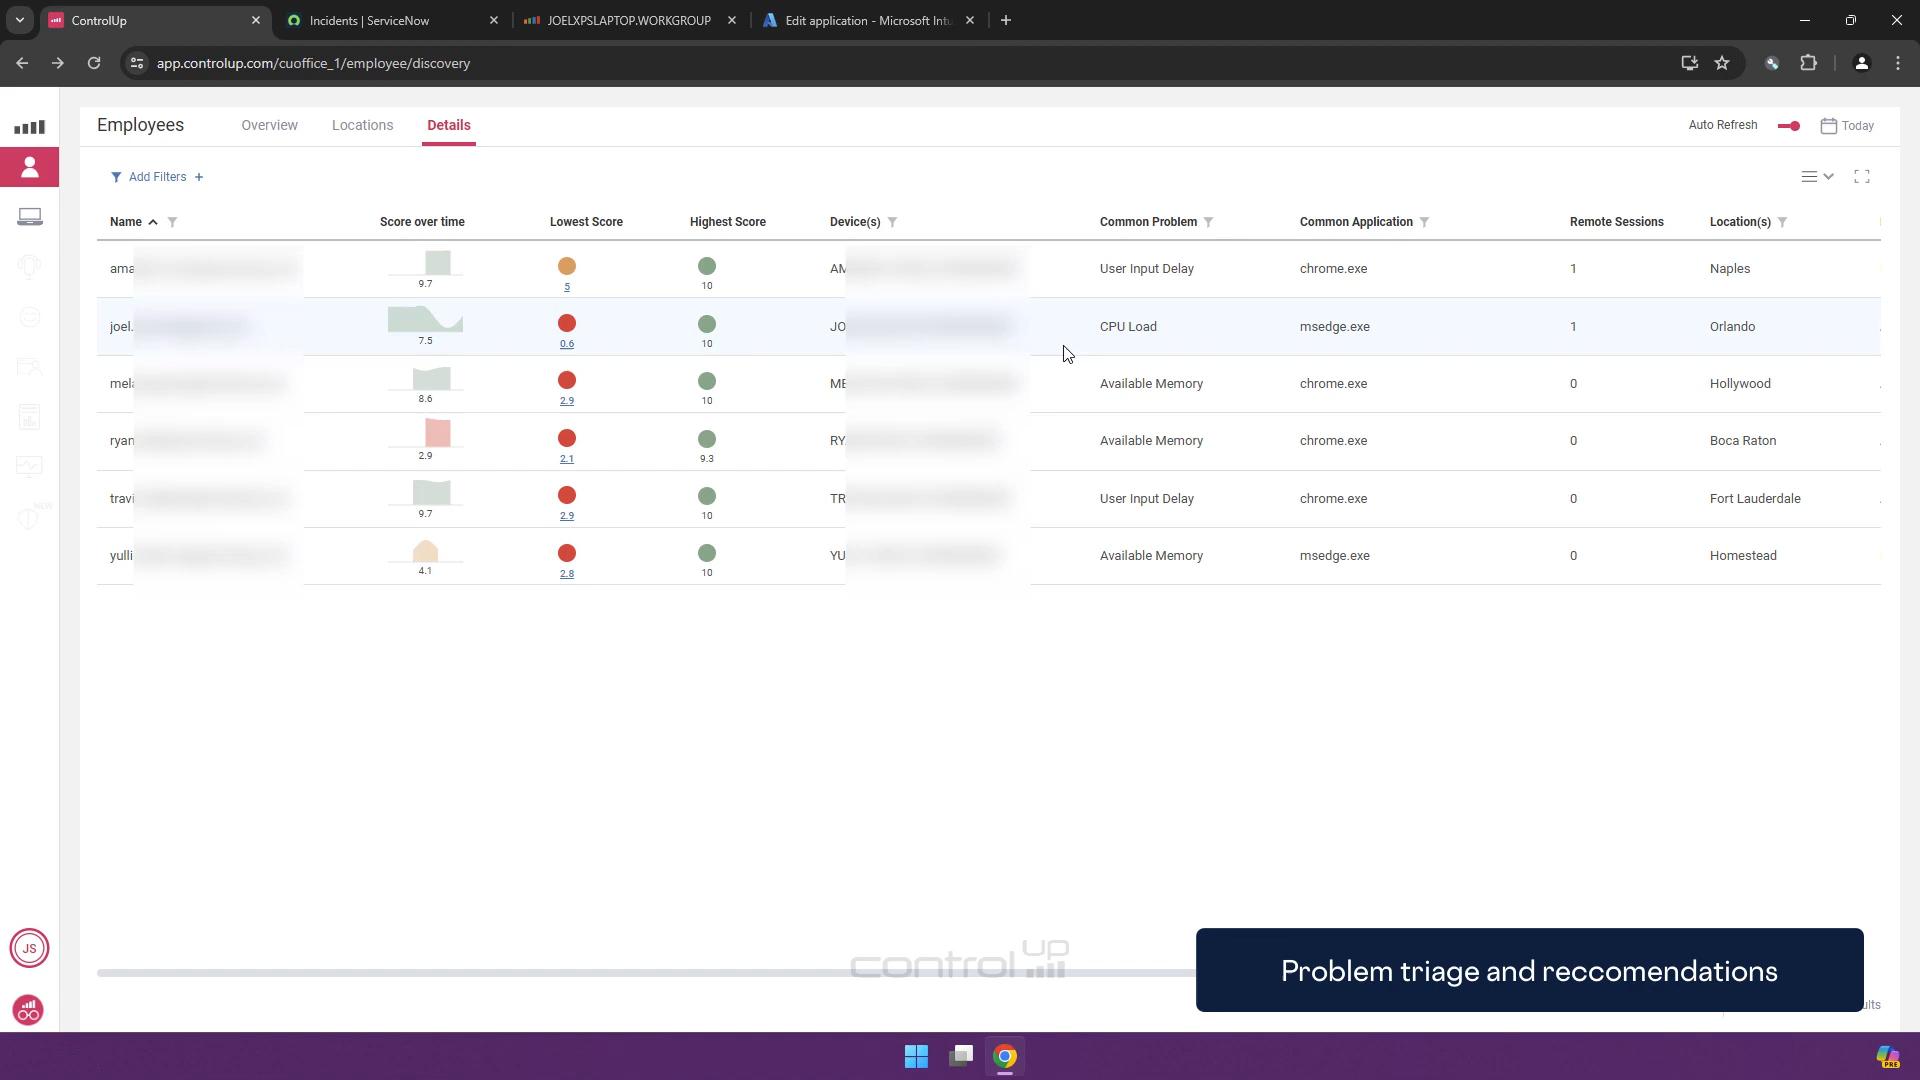 ControlUp
Incidents | ServiceNow
JOELXPSLAPTOP.WORKGROUP
Edit application - Microsoft Intu
app.controlup.com/cuoffice_1/employee/discovery
Employees Overview Locations Details Auto Refresh Today
Add Filters +
Name Score over time Lowest Score Highest Score Device(s) Common Problem Common Application Remote Sessions Location(s)
ama 9.7 5 10 AM User Input Delay chrome.exe 1 Naples
joel. 7.5 0.6 10 JO CPU Load msedge.exe 1 Orlando
mela 8.6 2.9 10 ME Available Memory chrome.exe 0 Hollywood
ryan 2.9 2.1 9.3 RY Available Memory chrome.exe 0 Boca Raton
travi 9.7 2.9 10 TR User Input Delay chrome.exe 0 Fort Lauderdale
yulli 4.1 2.8 10 YU Available Memory msedge.exe 0 Homestead
NEW
JS
control up
Problem triage and reccomendations
ults
PRE